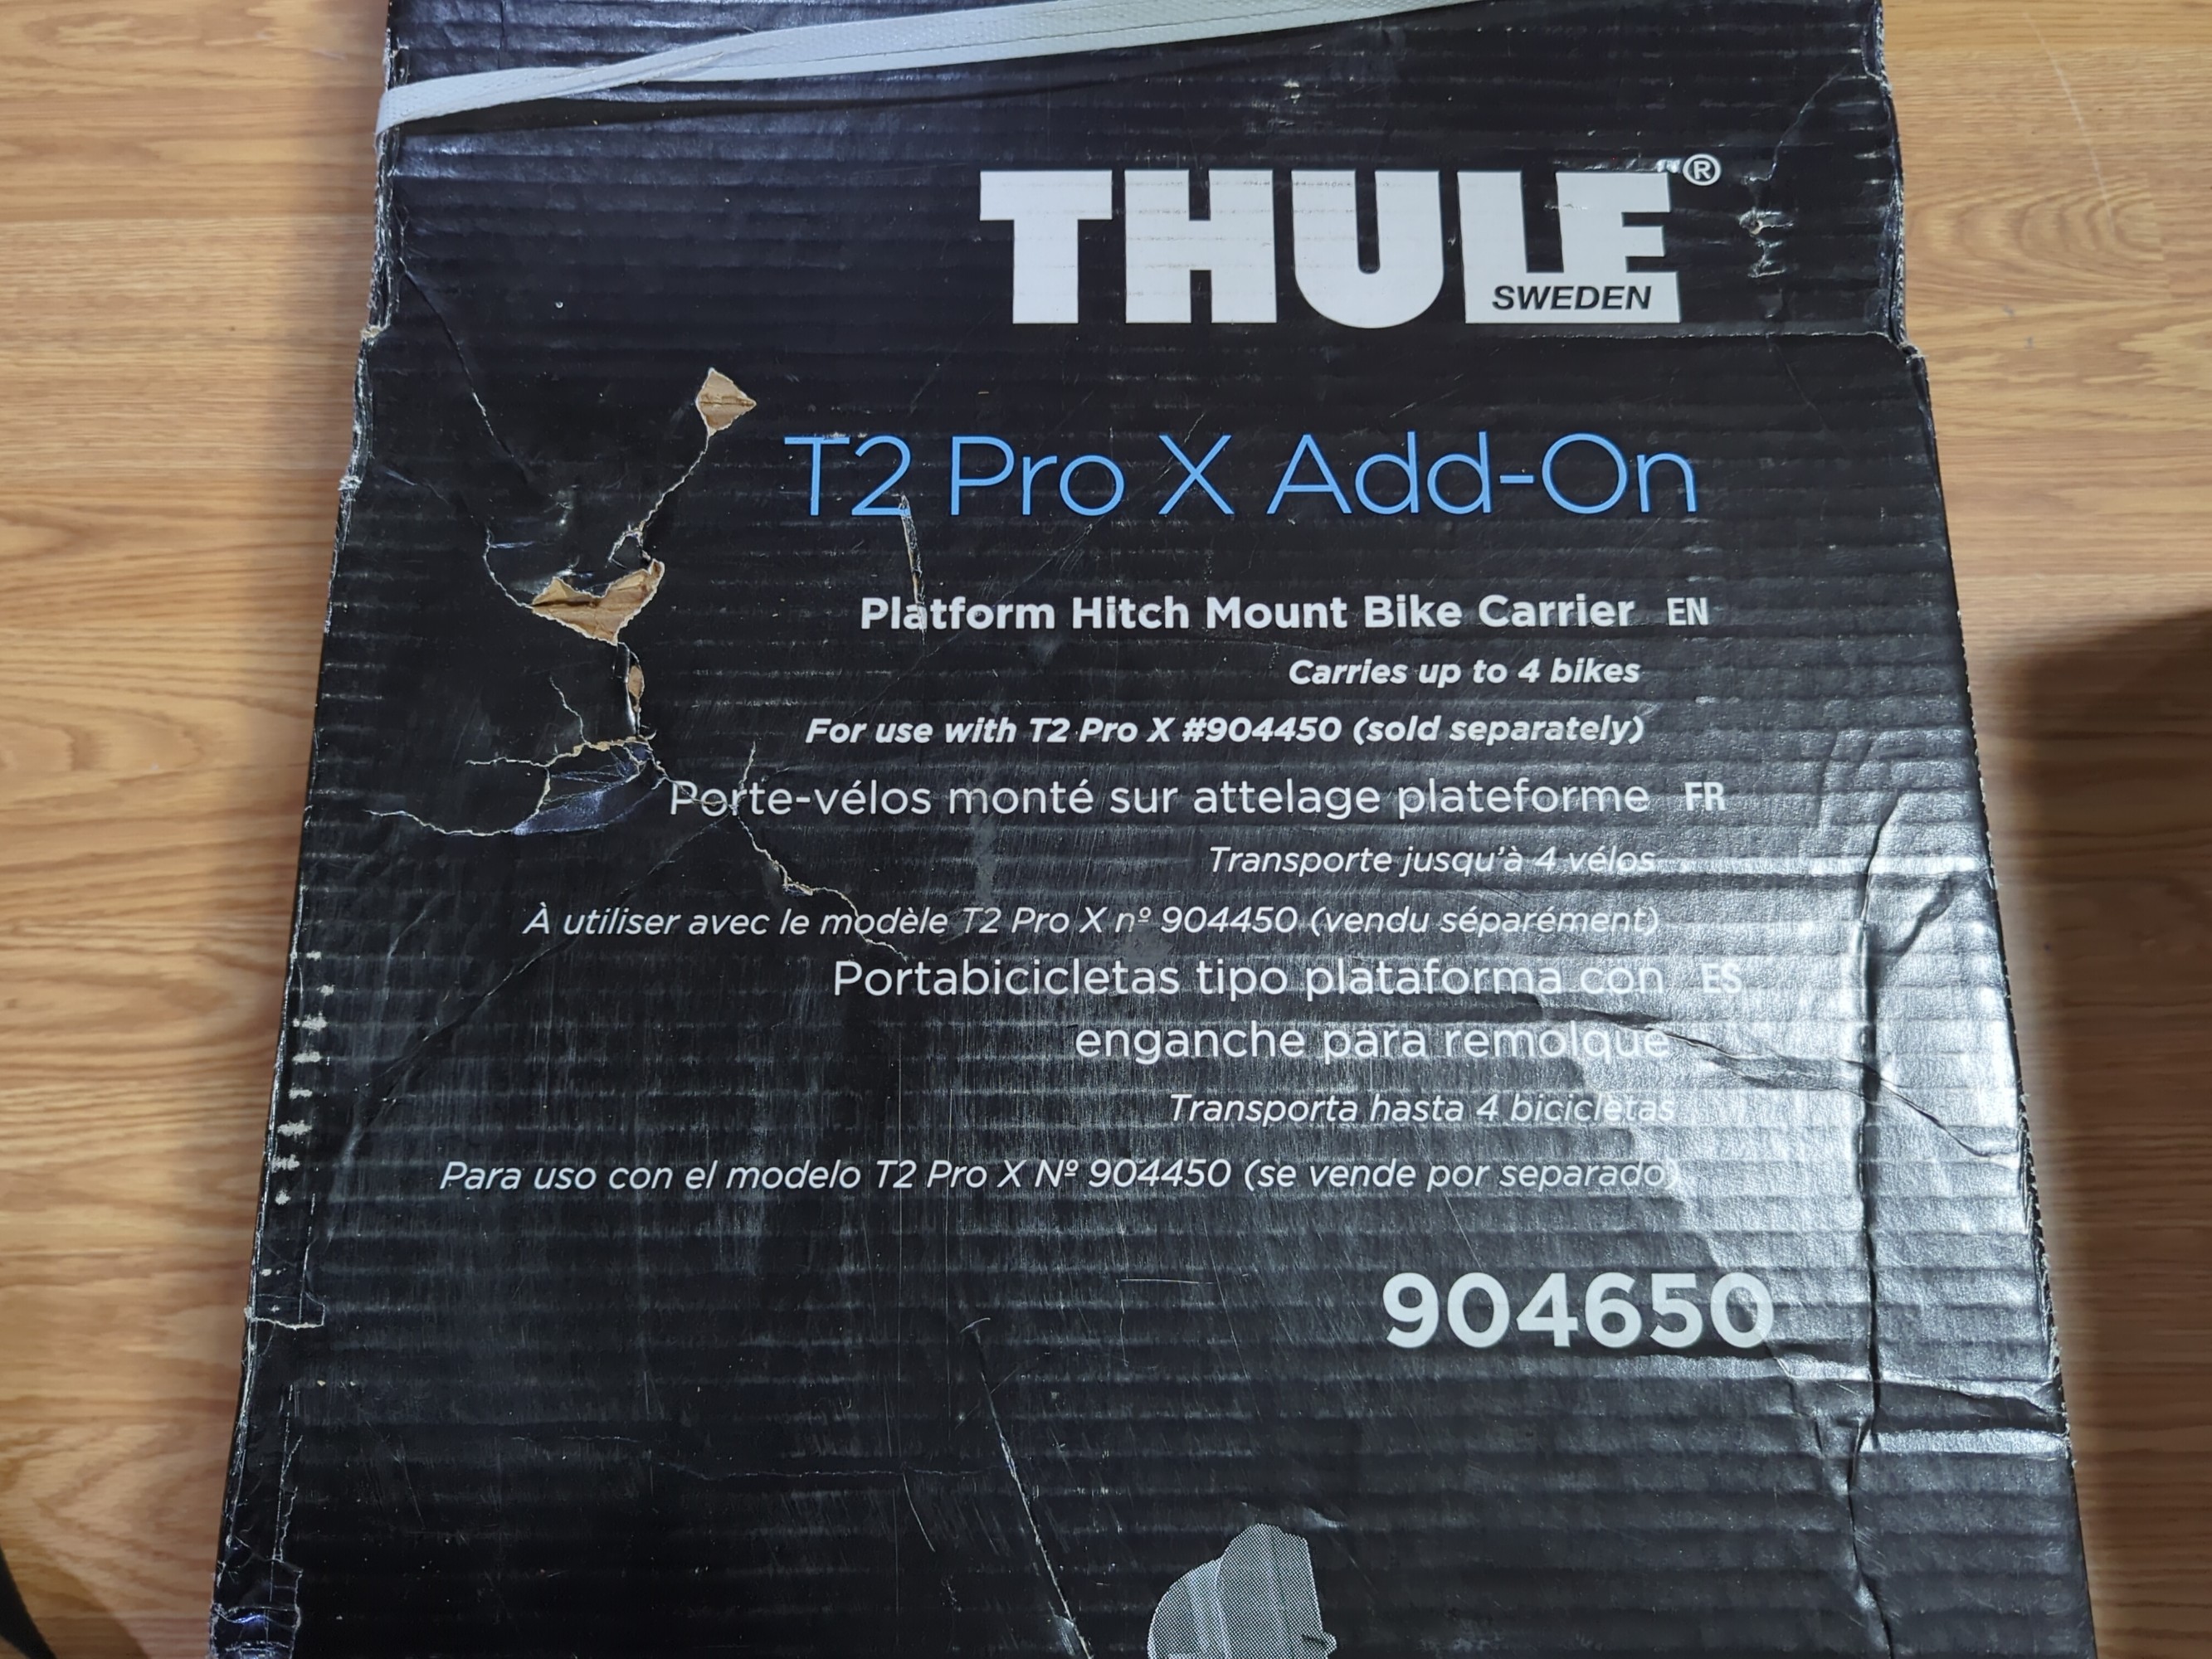 THULE®
SWEDEN
T2 Pro X Add-On
Platform Hitch Mount Bike Carrier EN
Carries up to 4 bikes
For use with T2 Pro X #904450 (sold separately)
Porte-vélos monté sur attelage plateforme FR
Transporte jusqu'à 4 vélos
À utiliser avec le modèle T2 Pro X nº 904450 (vendu séparément)
Portabicicletas tipo plataforma con ES
enganche para remolque
Transporta hasta 4 bicicletas
Para uso con el modelo T2 Pro X Nº 904450 (se vende por separado)
904650